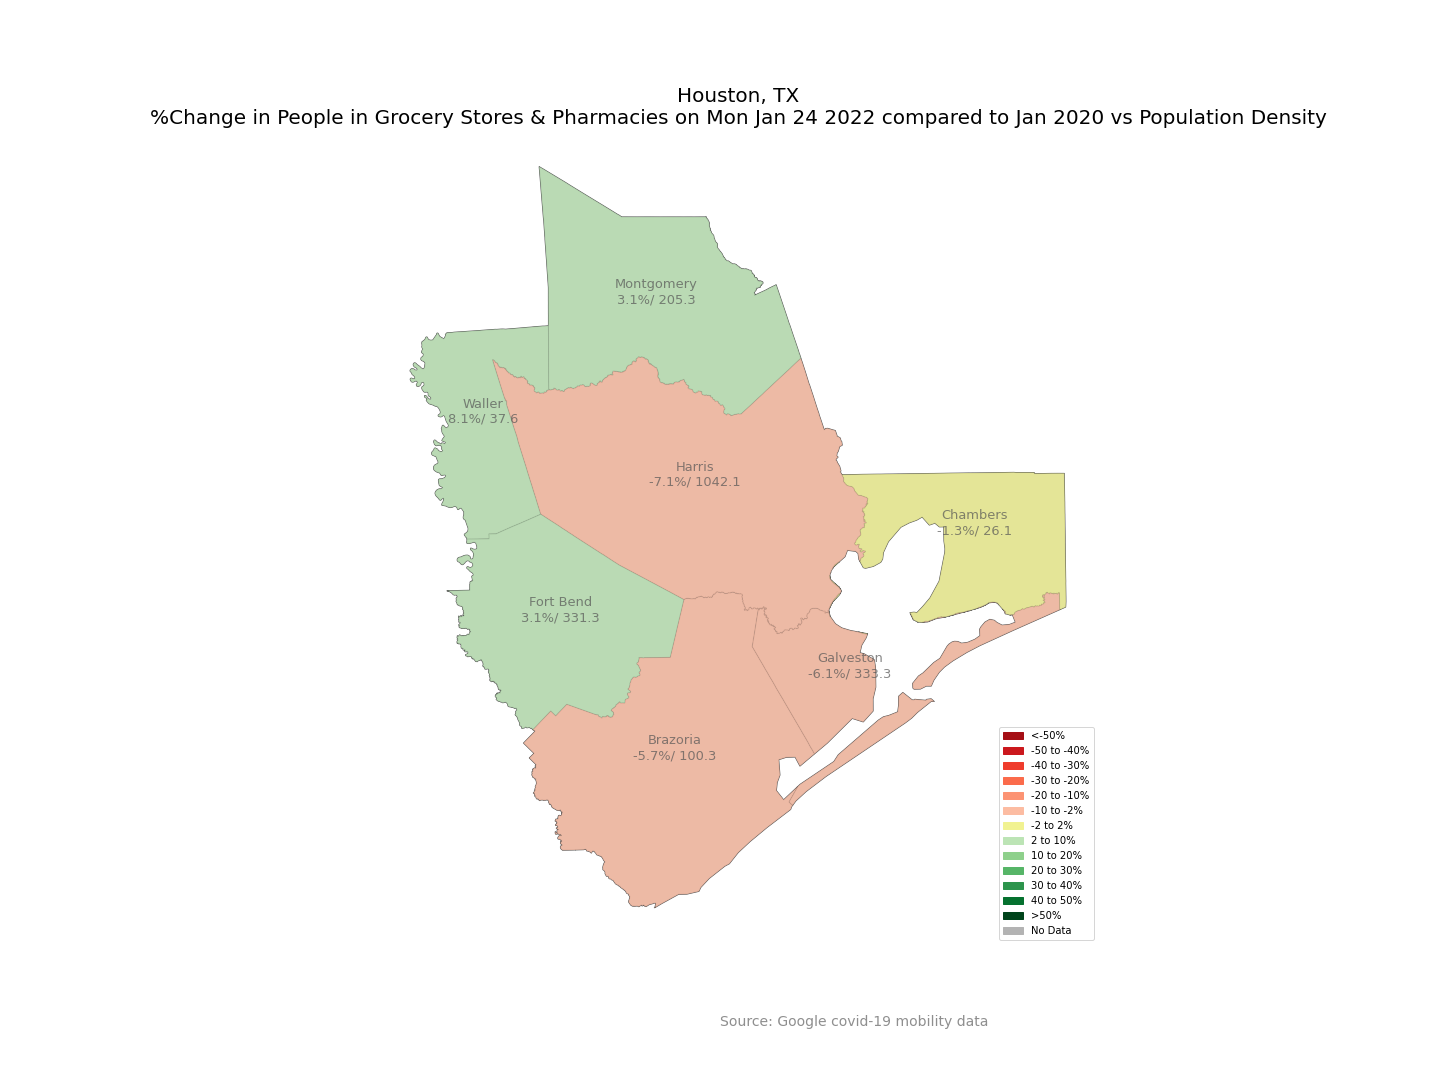 Houston, TX
%Change in People in Grocery Stores & Pharmacies on Mon Jan 24 2022 compared to Jan 2020 vs Population Density
Montgomery
3.1%/ 205.3
Waller
8.1%/ 37.6
Harris
-7.1%/ 1042.1
Chambers
-1.3%/ 26.1
Fort Bend
3.1%/ 331.3
Galveston
-6.1%/ 333.3
Brazoria
-5.7%/ 100.3
<-50%
-50 to -40%
-40 to -30%
-30 to -20%
-20 to -10%
-10 to -2%
-2 to 2%
2 to 10%
10 to 20%
20 to 30%
30 to 40%
40 to 50%
>50%
No Data
Source: Google covid-19 mobility data